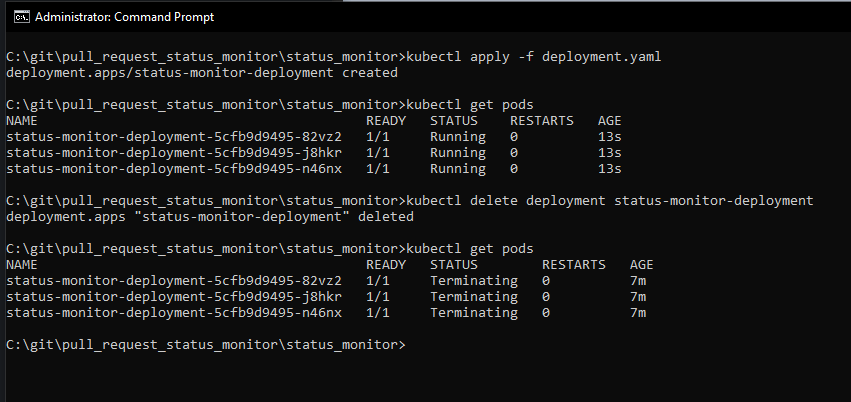 Administrator: Command Prompt
C:\git\pull_request_status_monitor\status_monitor>kubectl apply -f deployment.yaml
deployment.apps/status-monitor-deployment created
C:\git\pull_request_status_monitor\status_monitor>kubectl get pods
NAME READY STATUS RESTARTS AGE
status-monitor-deployment-5cfb9d9495-82vz2 1/1 Running 0 13s
status-monitor-deployment-5cfb9d9495-j8hkr 1/1 Running 0 13s
status-monitor-deployment-5cfb9d9495-n46nx 1/1 Running 0 13s
C:\git\pull_request_status_monitor\status_monitor>kubectl delete deployment status-monitor-deployment
deployment.apps "status-monitor-deployment" deleted
C:\git\pull_request_status_monitor\status_monitor>kubectl get pods
NAME READY STATUS RESTARTS AGE
status-monitor-deployment-5cfb9d9495-82vz2 1/1 Terminating 0 7m
status-monitor-deployment-5cfb9d9495-j8hkr 1/1 Terminating 0 7m
status-monitor-deployment-5cfb9d9495-n46nx 1/1 Terminating 0 7m
C:\git\pull_request_status_monitor\status_monitor>